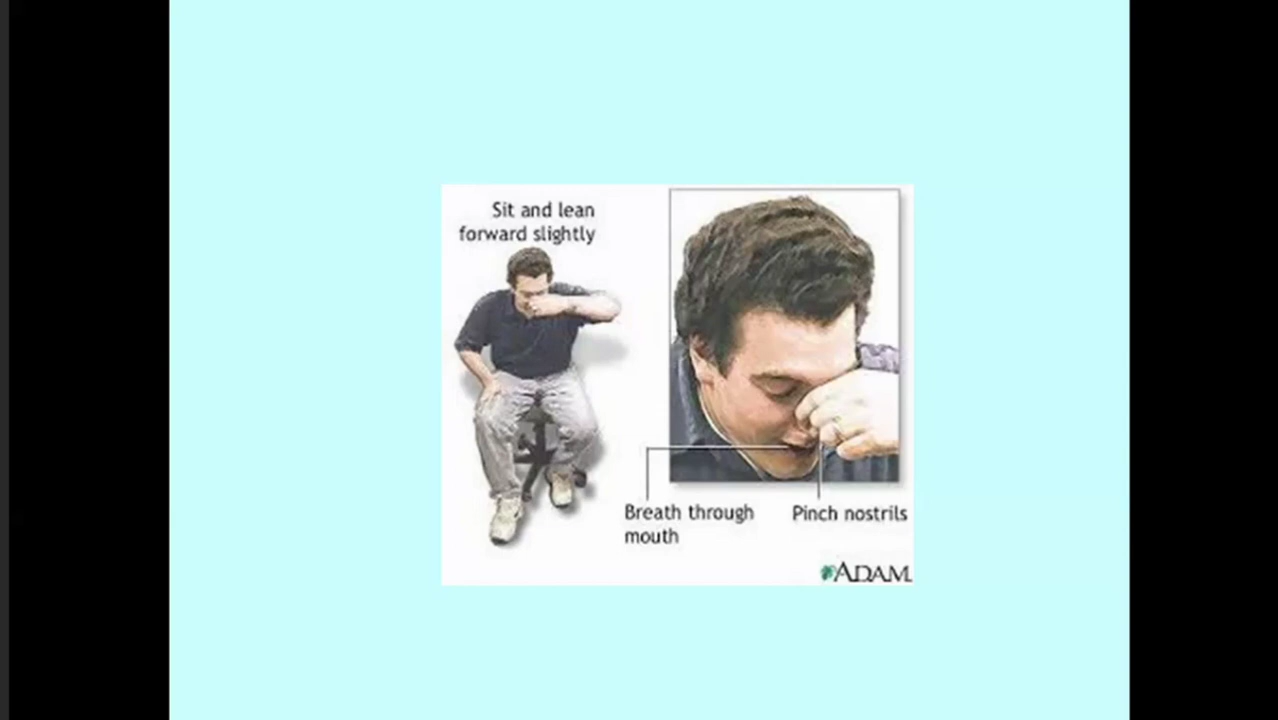 Sit and lean
forward slightly
Breath through
mouth
Pinch nostrils
ADAM.